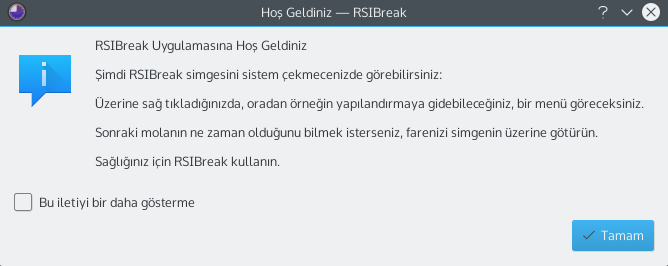 Hoş Geldiniz — RSIBreak
RSIBreak Uygulamasına Hoş Geldiniz
Şimdi RSIBreak simgesini sistem çekmecenizde görebilirsiniz:
Üzerine sağ tıkladığınızda, oradan örneğin yapılandırmaya gidebileceğiniz, bir menü göreceksiniz.
Sonraki molanın ne zaman olduğunu bilmek isterseniz, farenizi simgenin üzerine götürün.
Sağlığınız için RSIBreak kullanın.
Bu iletiyi bir daha gösterme
Tamam